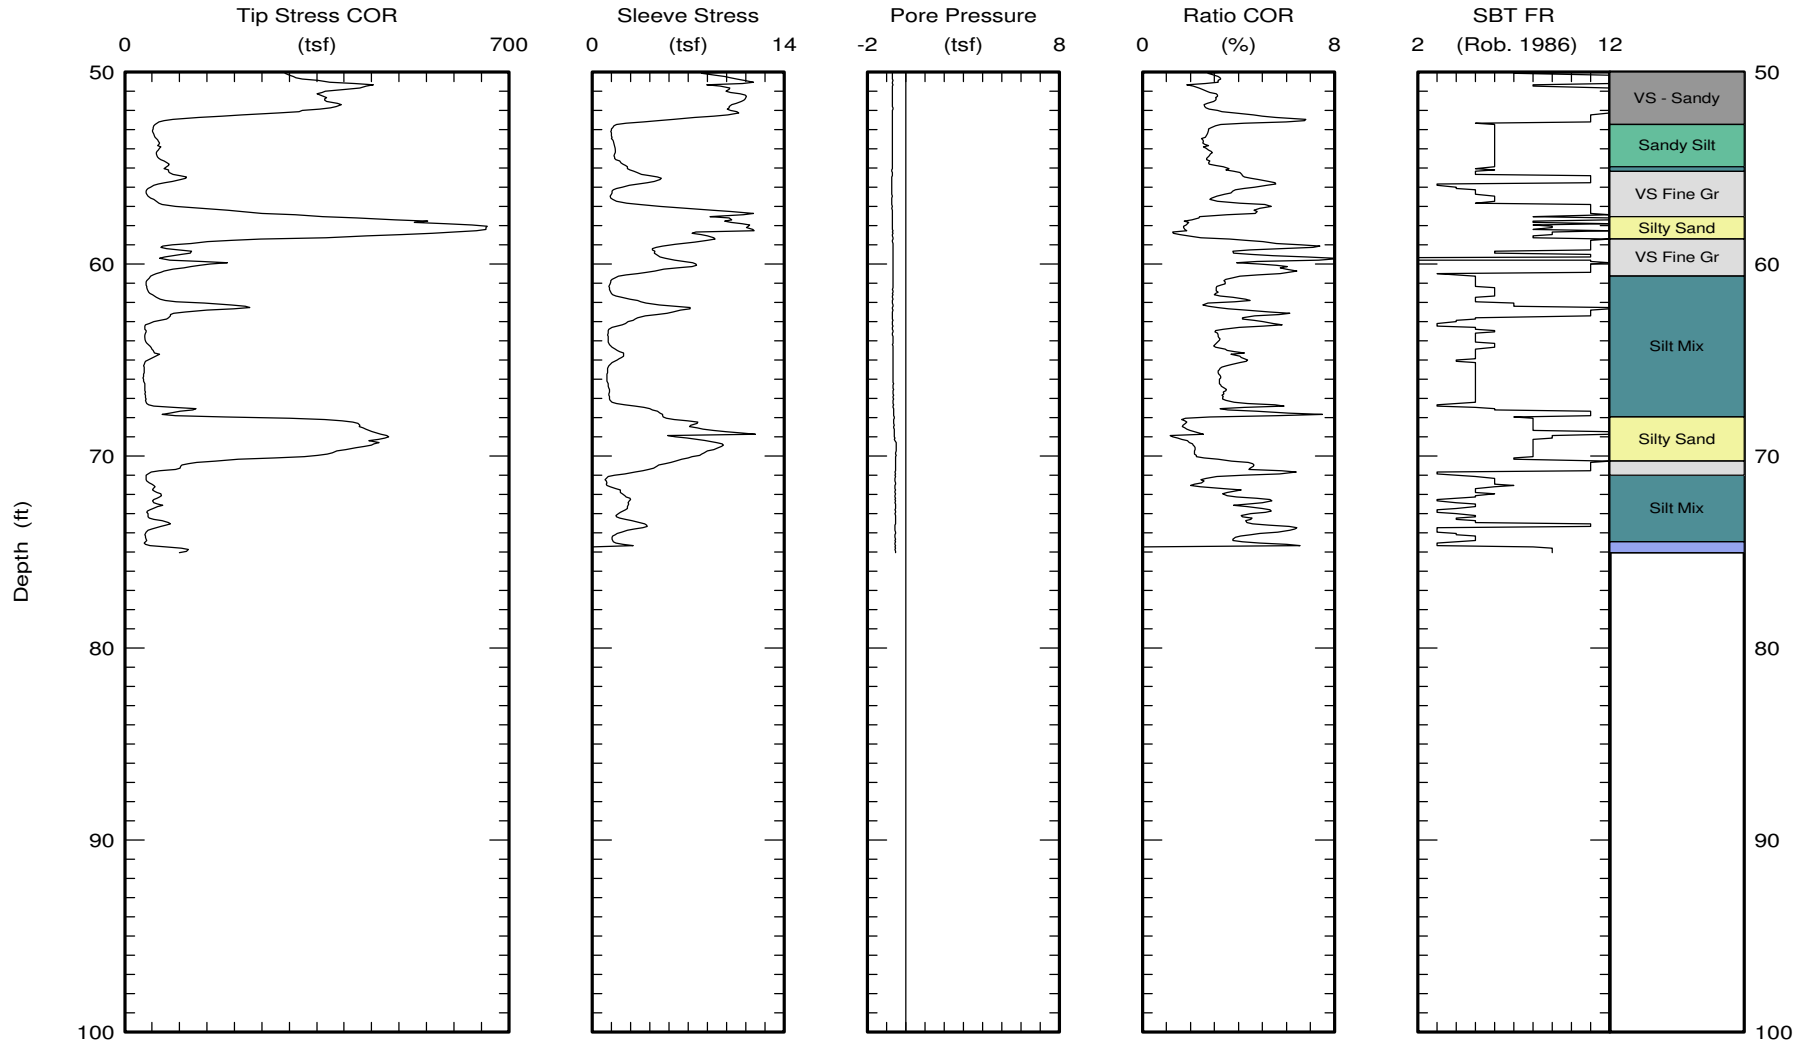 Tip Stress COR Sleeve Stress Pore Pressure Ratio COR SBT FR
0 (tsf) 700 0 (tsf) 14 -2 (tsf) 8 0 (%) 8 2 (Rob. 1986) 12
50 50
VS - Sandy
Sandy Silt
VS Fine Gr
Silty Sand
VS Fine Gr
60 60
Silt Mix
Silty Sand
70 70
Silt Mix
Depth (ft)
80 80
90 90
100 100